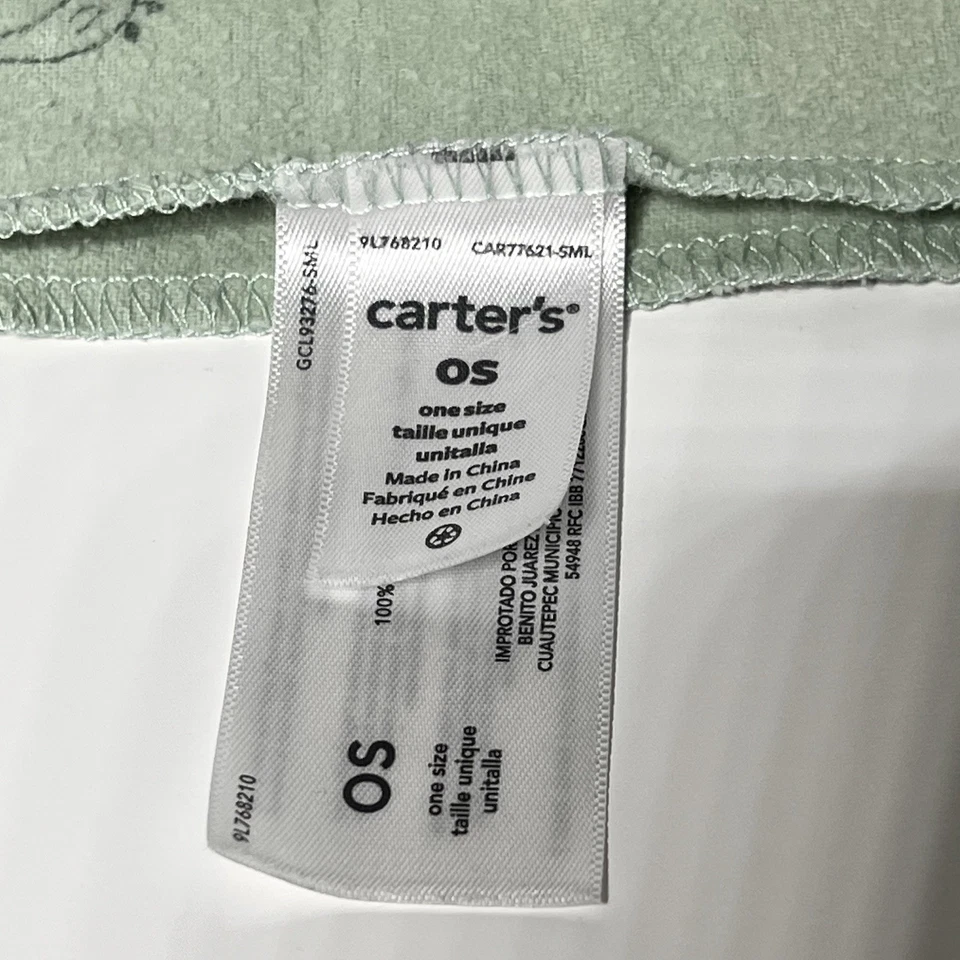 9L768210 CAR77621-SML
carter's®
os
one size
taille unique
unitalla
Made in China
Fabriqué en Chine
Hecho en China
GCL93276-SML
9L768210
100%
OS
one size
taille unique
unitalla
IMPROTADO POR
BENITO JUAREZ
CUAUTEPEC MUNICIPIO
54948 RFC IBB